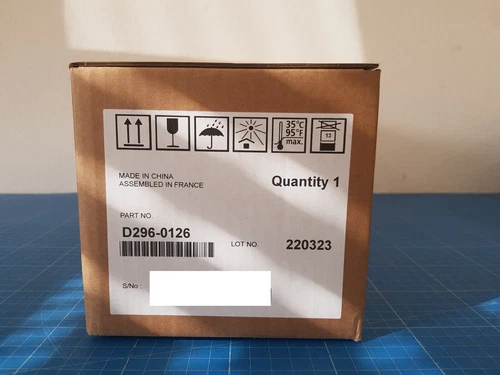 35°C
95°F
max.
13
MADE IN CHINA
ASSEMBLED IN FRANCE
Quantity 1
PART NO.
D296-0126
LOT NO.
220323
S/No :